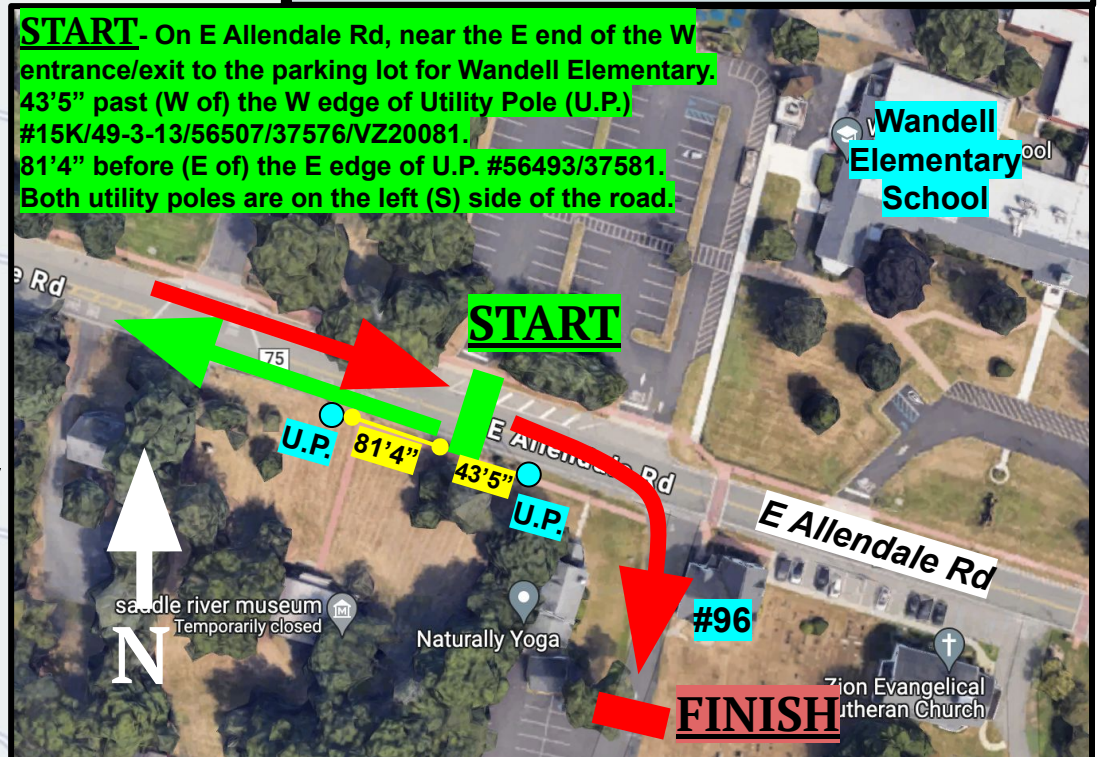 START- On E Allendale Rd, near the E end of the W
entrance/exit to the parking lot for Wandell Elementary.
43’5” past (W of) the W edge of Utility Pole (U.P.)
#15K/49-3-13/56507/37576/VZ20081.
81’4” before (E of) the E edge of U.P. #56493/37581.
Both utility poles are on the left (S) side of the road.
Wandell
Elementary
School
ool
e Rd
START
75
U.P.
81’4”
43’5”
U.P.
E Allendale Rd
E Allendale Rd
saddle river museum
Temporarily closed
N
Naturally Yoga
#96
FINISH
Zion Evangelical
utheran Church